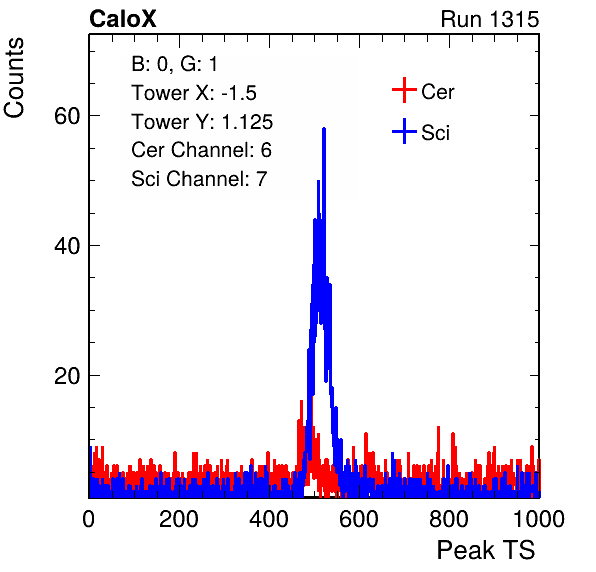 CaloX Run 1315
Counts
B: 0, G: 1
Tower X: -1.5
Tower Y: 1.125
Cer Channel: 6
Sci Channel: 7
Cer
Sci
60
40
20
0 200 400 600 800 1000
Peak TS